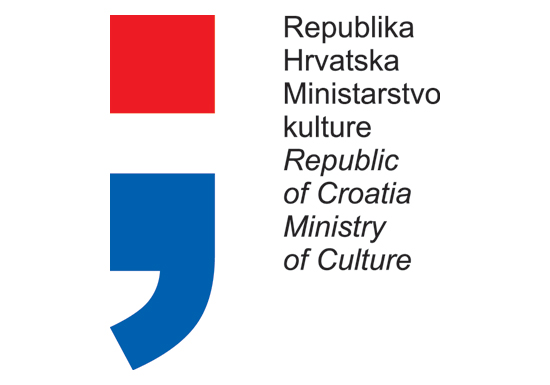 Republika
Hrvatska
Ministarstvo
kulture
Republic
of Croatia
Ministry
of Culture